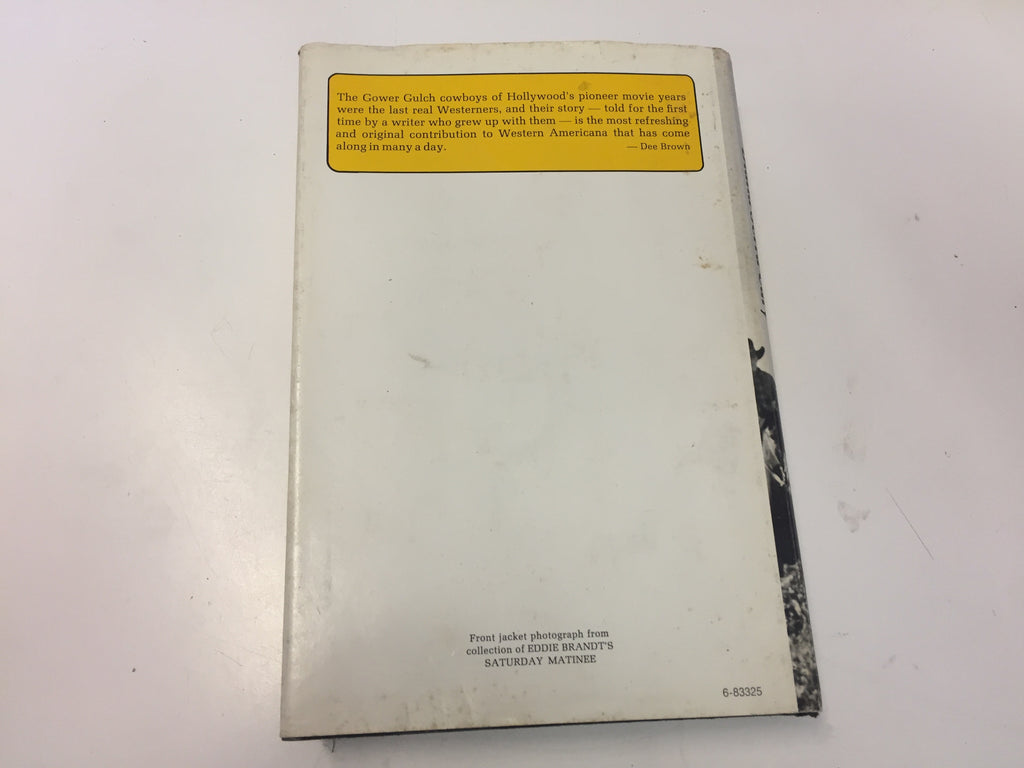 The Gower Gulch cowboys of Hollywood's pioneer movie years
were the last real Westerners, and their story — told for the first
time by a writer who grew up with them — is the most refreshing
and original contribution to Western Americana that has come
along in many a day. — Dee Brown
Front jacket photograph from
collection of EDDIE BRANDT'S
SATURDAY MATINEE
6-83325